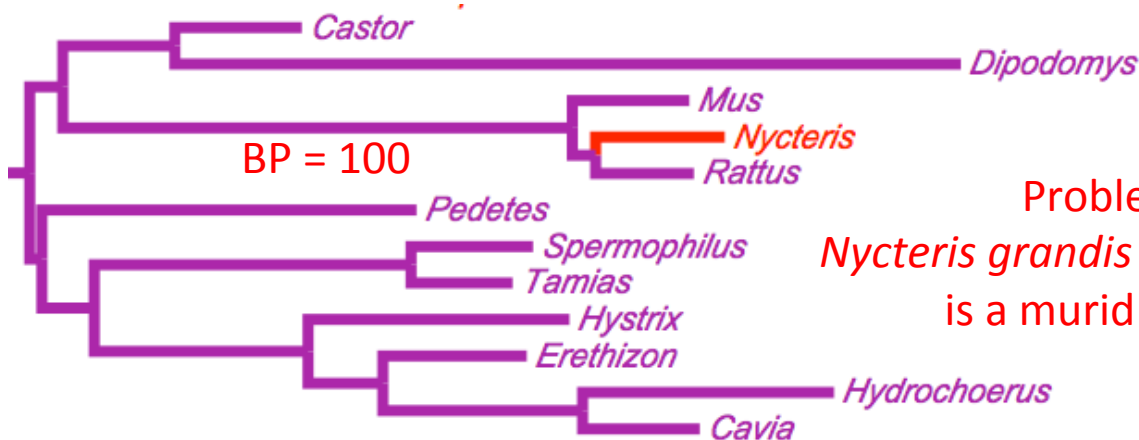 Castor
Dipodomys
Mus
Nycteris
BP = 100
Rattus
Proble
Pedetes
Spermophilus
Nycteris grandis
Tamias
is a murid
Hystrix
Erethizon
Hydrochoerus
Cavia